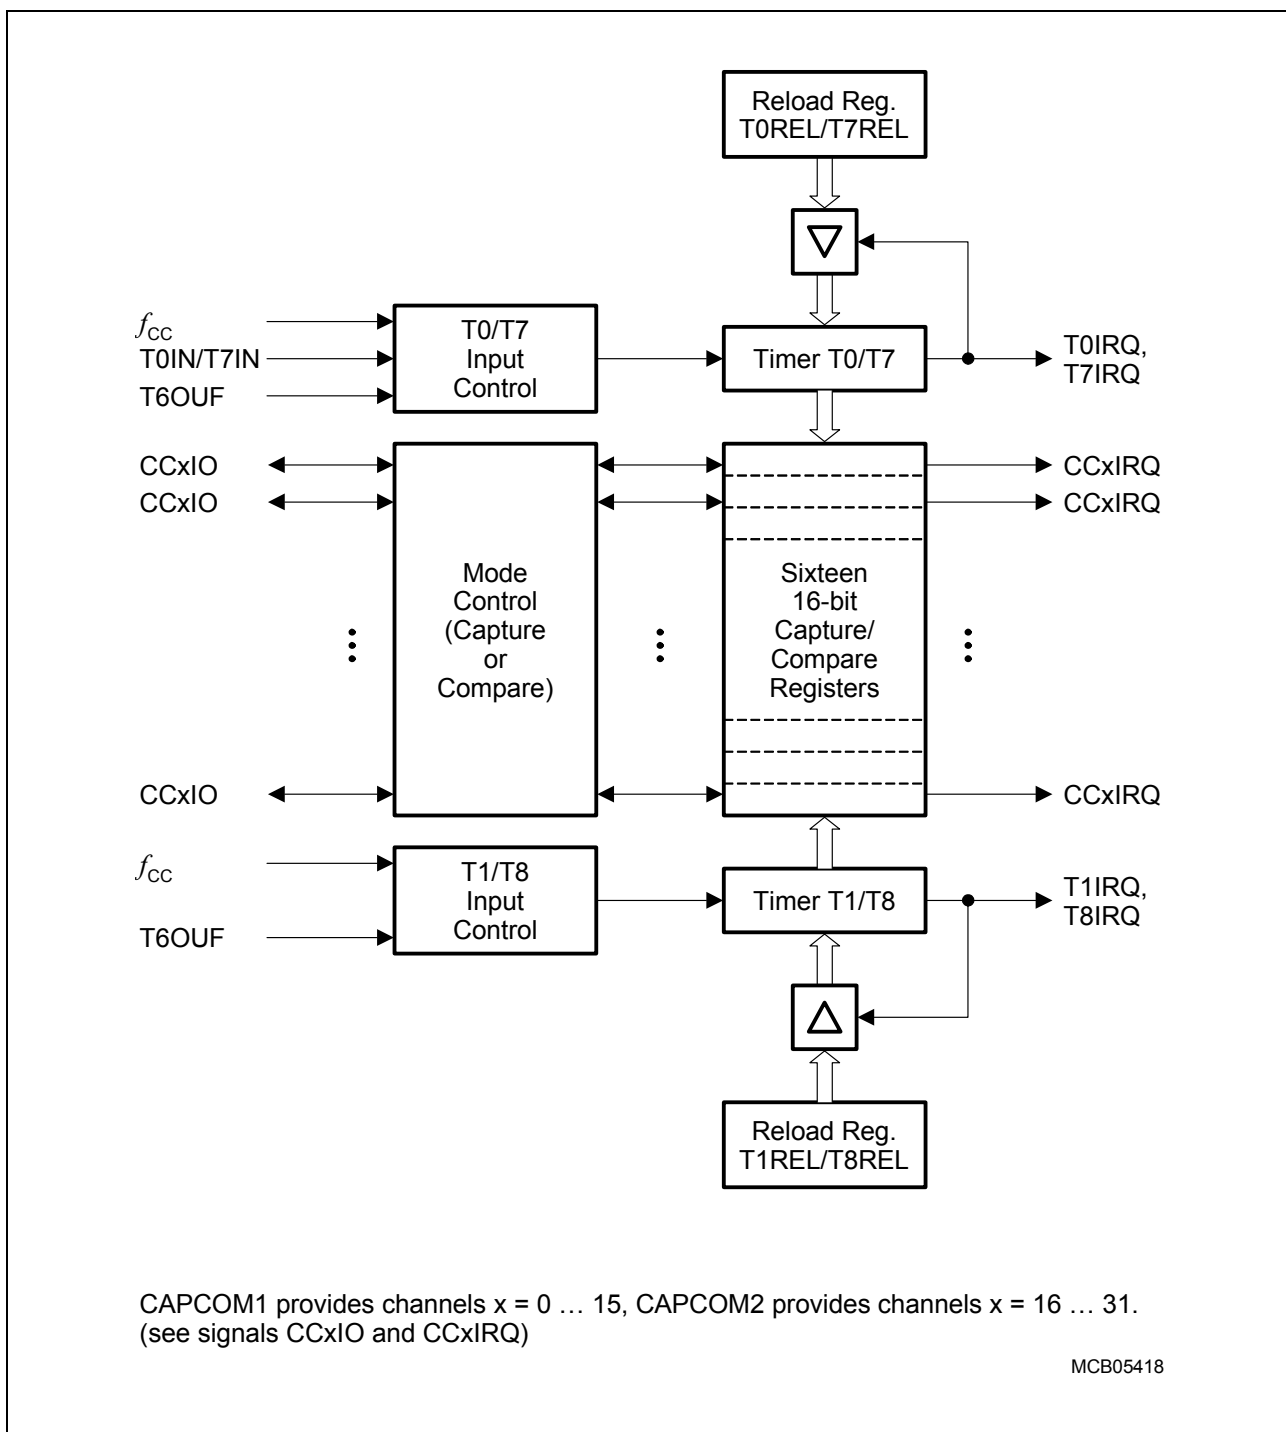 Reload Reg.
T0REL/T7REL
fCC
T0IN/T7IN
T6OUF
T0/T7
Input
Control
Timer T0/T7
T0IRQ,
T7IRQ
CCxIO
CCxIRQ
CCxIO
CCxIRQ
Mode
Control
(Capture
or
Compare)
Sixteen
16-bit
Capture/
Compare
Registers
CCxIO
CCxIRQ
fCC
T6OUF
T1/T8
Input
Control
Timer T1/T8
T1IRQ,
T8IRQ
Reload Reg.
T1REL/T8REL
CAPCOM1 provides channels x = 0 … 15, CAPCOM2 provides channels x = 16 … 31.
(see signals CCxIO and CCxIRQ)
MCB05418